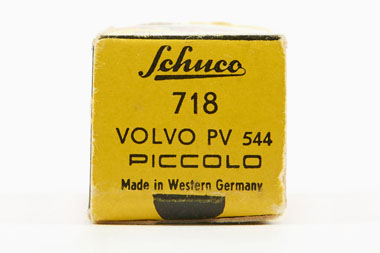 Schuco
718
VOLVO PV 544
PICCOLO
Made in Western Germany